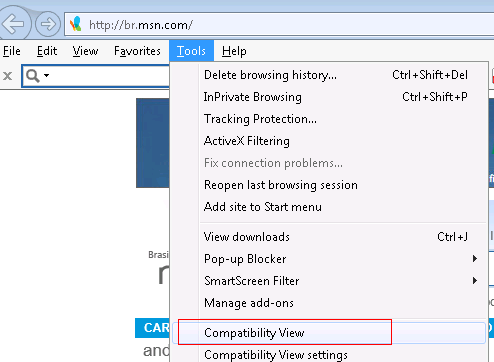 http://br.msn.com/
File Edit View Favorites Tools Help
Delete browsing history... Ctrl+Shift+Del
InPrivate Browsing Ctrl+Shift+P
Tracking Protection...
ActiveX Filtering
Fix connection problems...
Reopen last browsing session
Add site to Start menu
View downloads Ctrl+J
Pop-up Blocker
SmartScreen Filter
Manage add-ons
Compatibility View
Compatibility View settings
Brasi
CAR
and